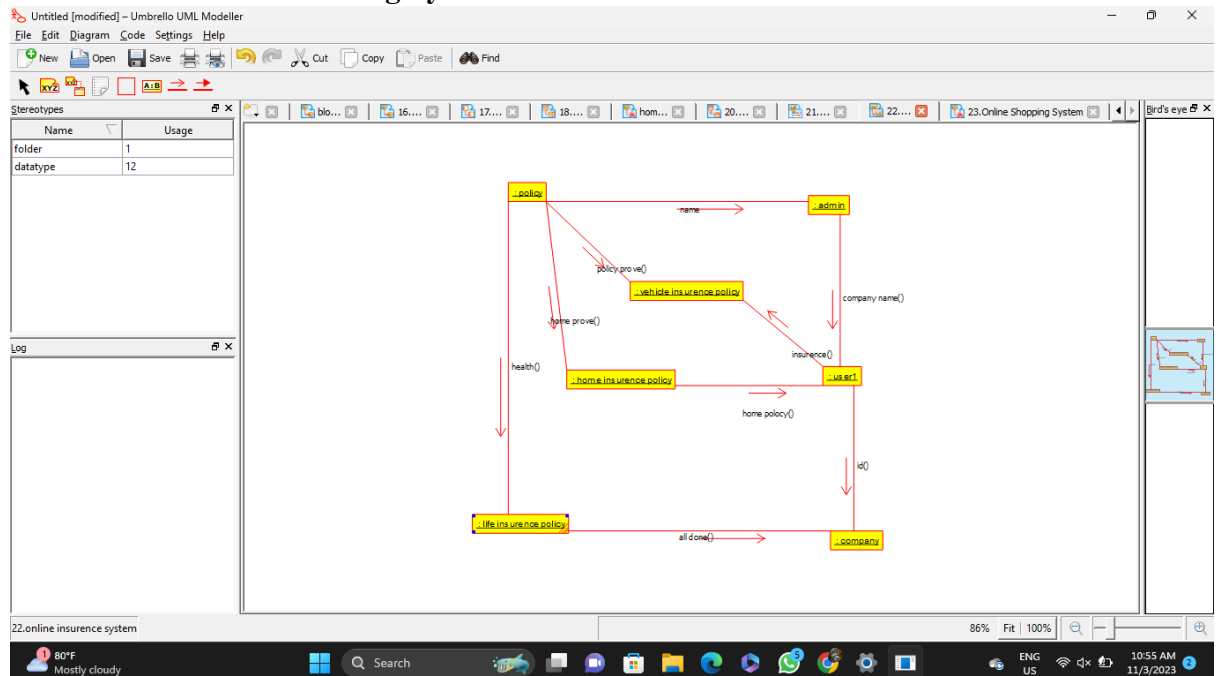 Untitled [modified] – Umbrello UML Modeller
File Edit Diagram Code Settings Help
New Open Save Cut Copy Paste Find
XYZ A:B
Stereotypes
Name Usage
folder 1
datatype 12
Log
blo... 16.... 17.... 18.... hom... 20.... 21.... 22.... 23.Online Shopping System
Bird's eye
: policy
name
: admin
policy prove()
: vehicle insurence policy
company name()
home prove()
insurence()
health()
: home insurence policy
: user1
home polocy()
id()
: life insurence policy
all done()
: company
22.online insurence system
86% Fit 100%
1
80°F
Mostly cloudy
Search
5
ENG
US
10:55 AM
11/3/2023
2